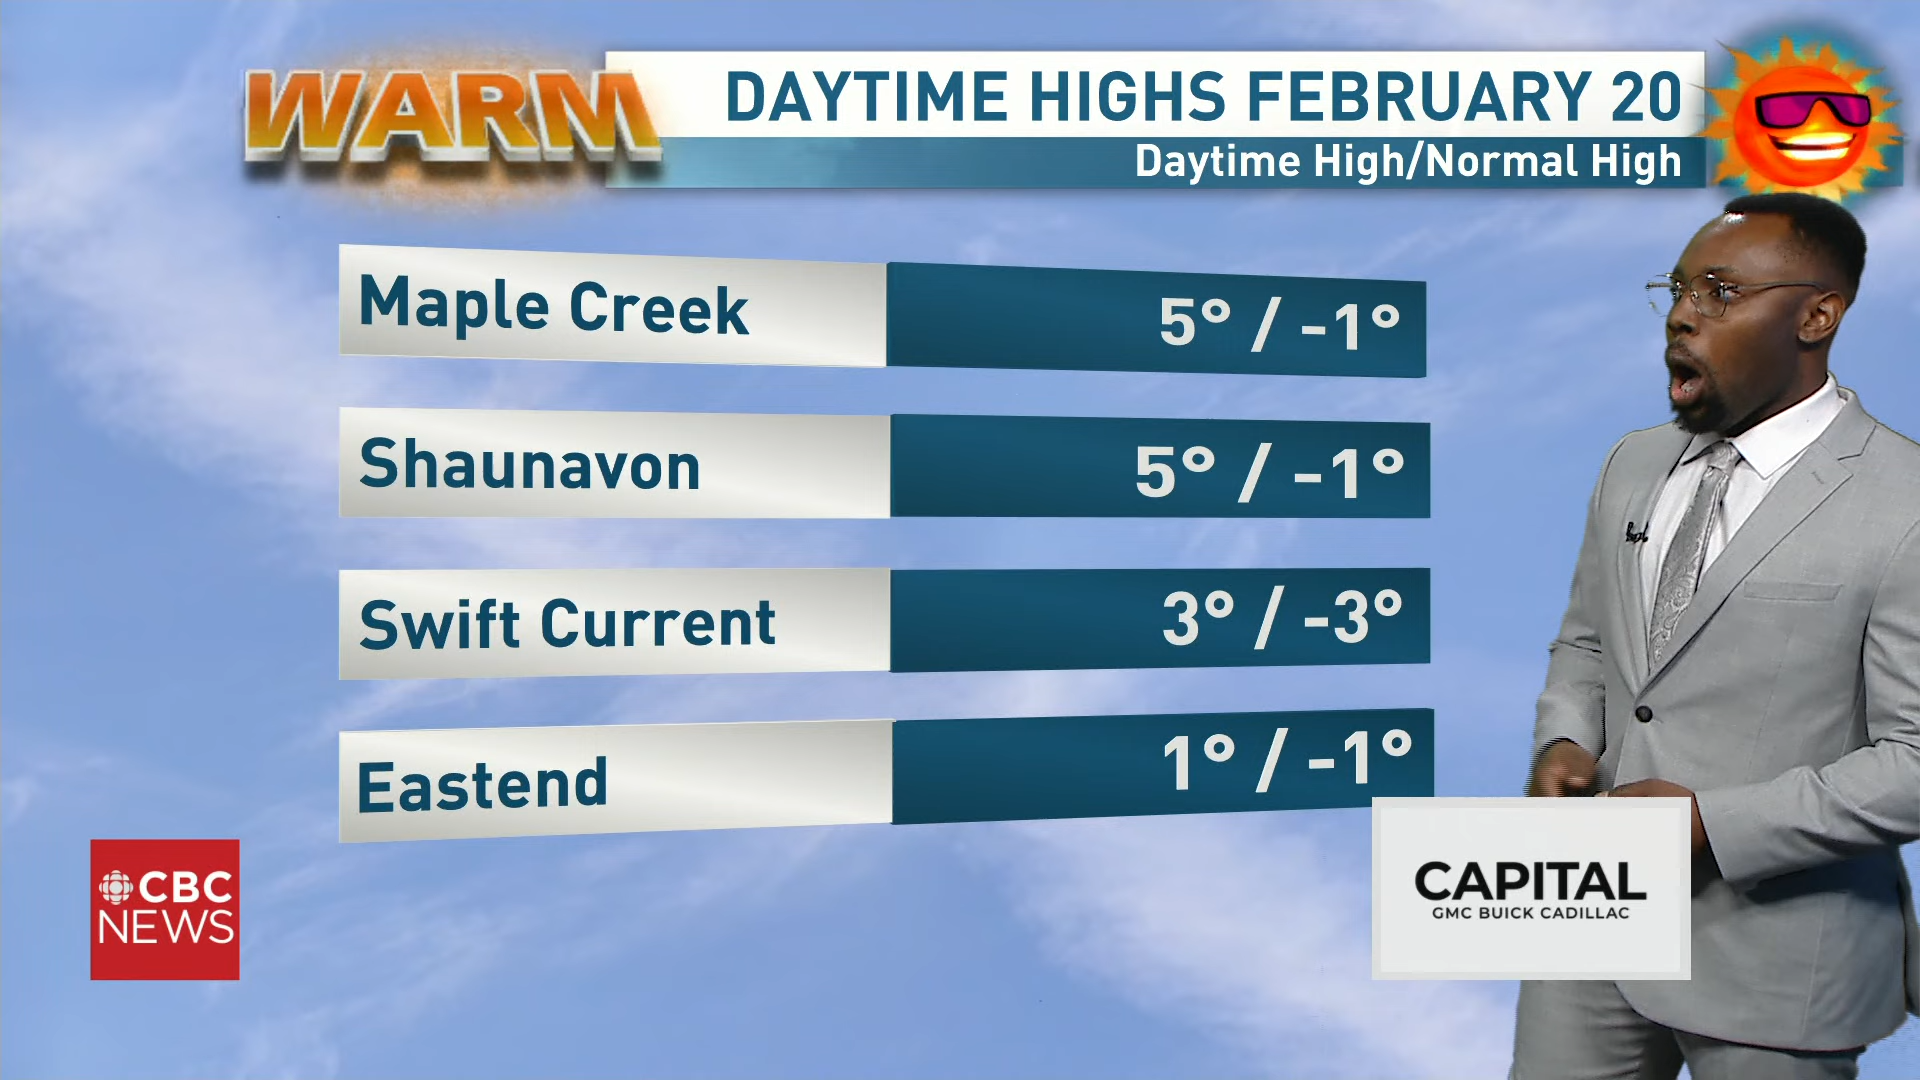 WARM
DAYTIME HIGHS FEBRUARY 20
Daytime High/Normal High
Maple Creek 5° / -1°
Shaunavon 5° / -1°
Swift Current 3° / -3°
Eastend 1° / -1°
CBC
NEWS
CAPITAL
GMC BUICK CADILLAC